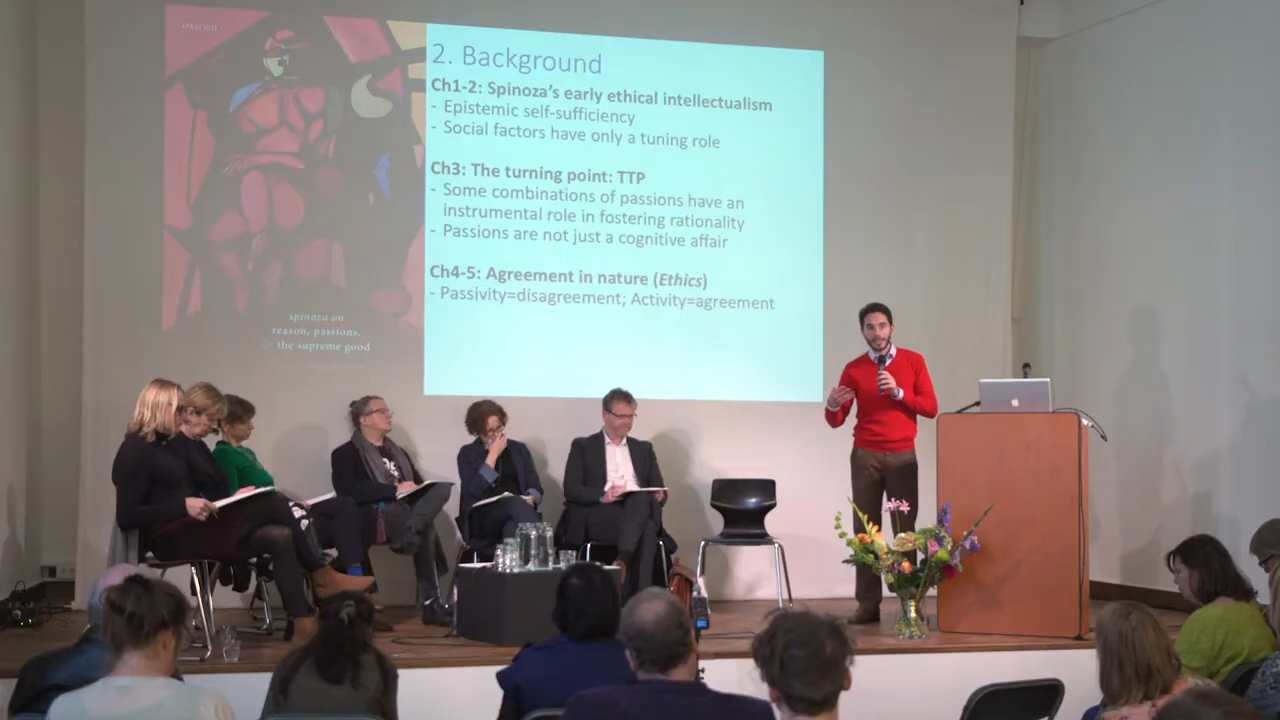 OXFORD
spinoza on
reason, passions,
& the supreme good
2. Background
Ch1-2: Spinoza's early ethical intellectualism
- Epistemic self-sufficiency
- Social factors have only a tuning role
Ch3: The turning point: TTP
- Some combinations of passions have an
instrumental role in fostering rationality
- Passions are not just a cognitive affair
Ch4-5: Agreement in nature (Ethics)
- Passivity=disagreement; Activity=agreement